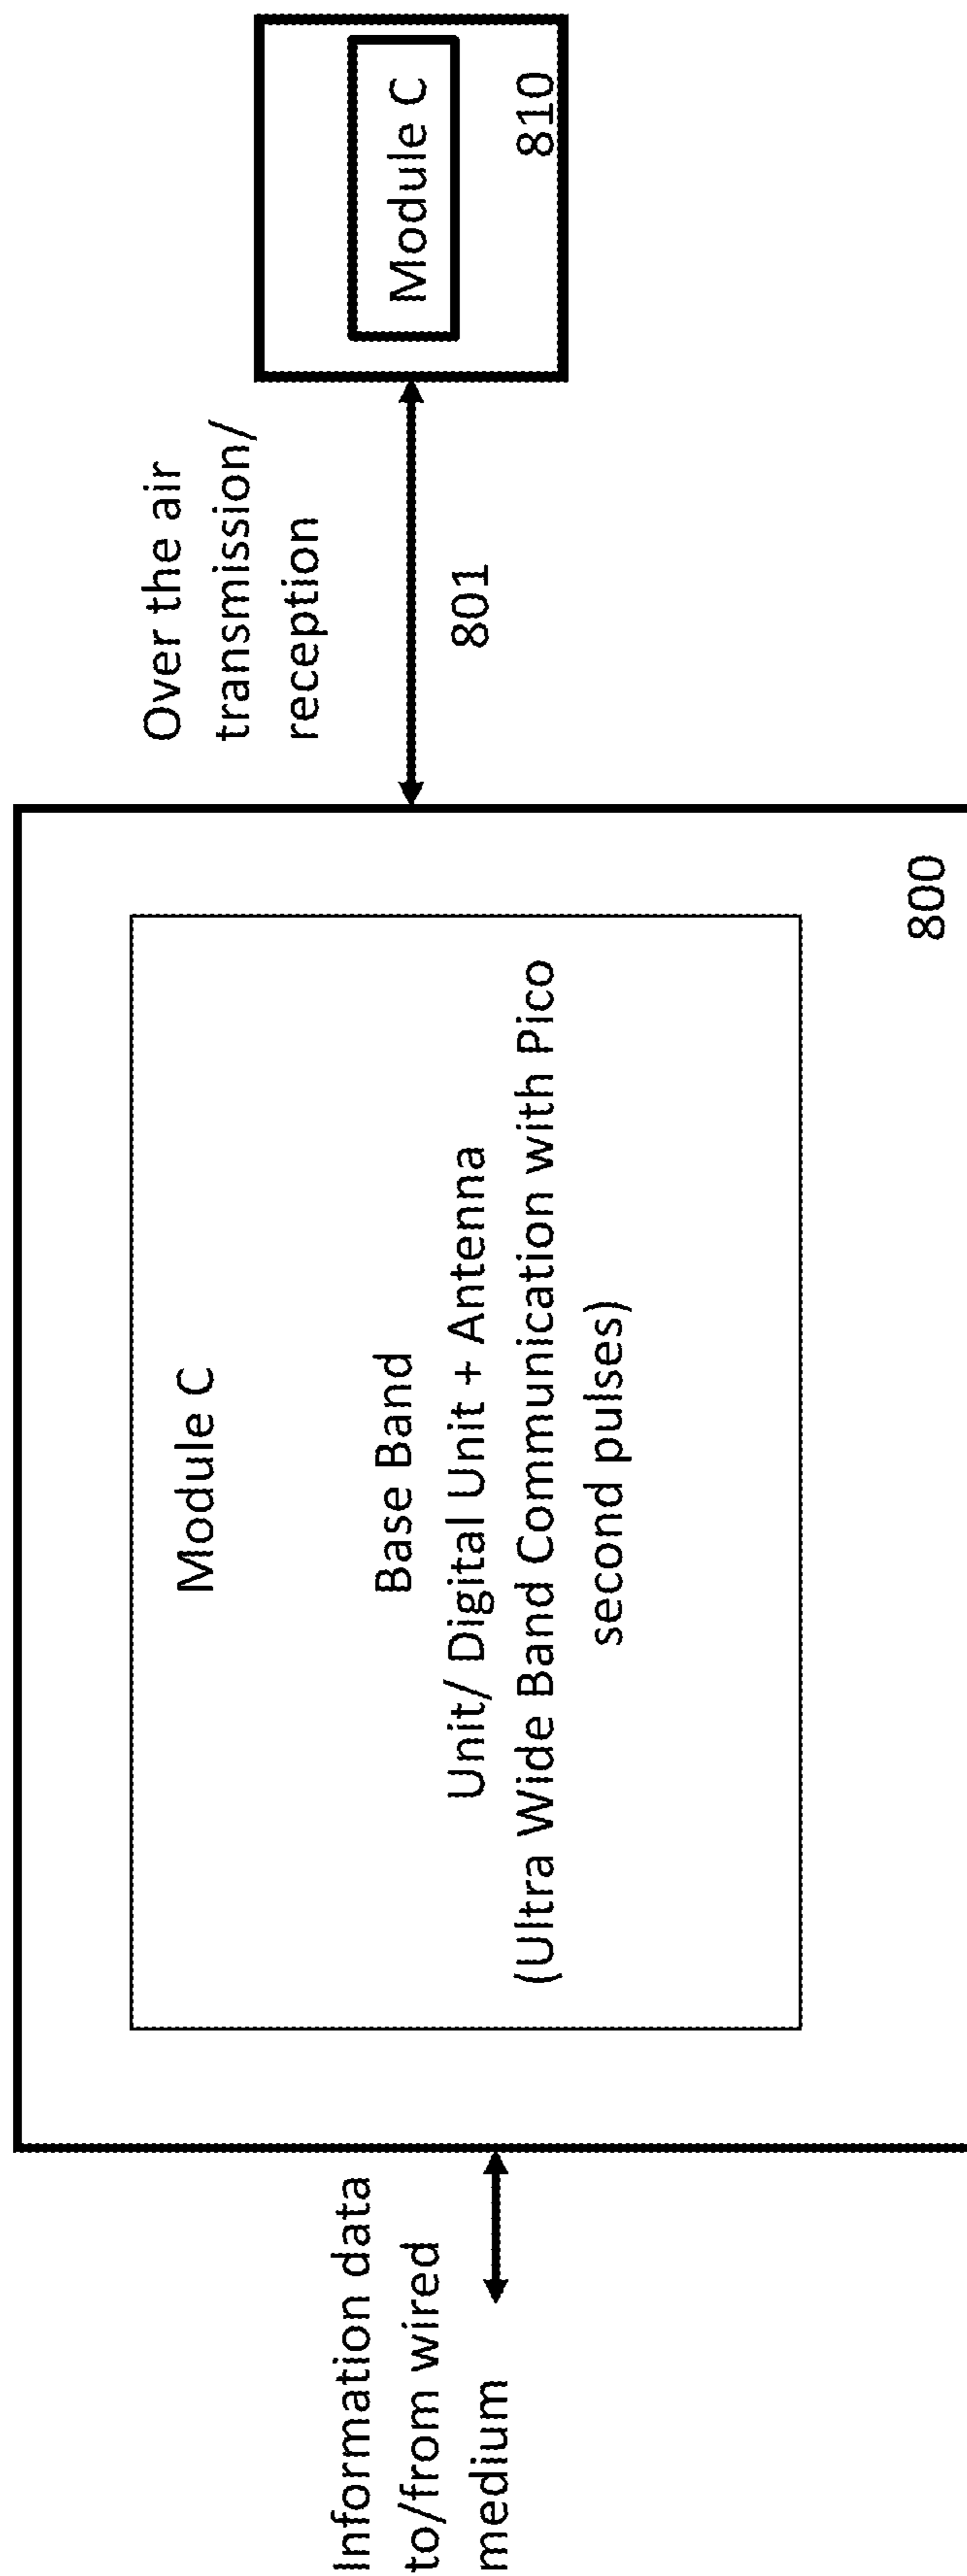 Information data
to/from wired
medium
Module C
Base Band
Unit/ Digital Unit + Antenna
(Ultra Wide Band Communication with Pico
second pulses)
800
Over the air
transmission/
reception
801
Module C
810